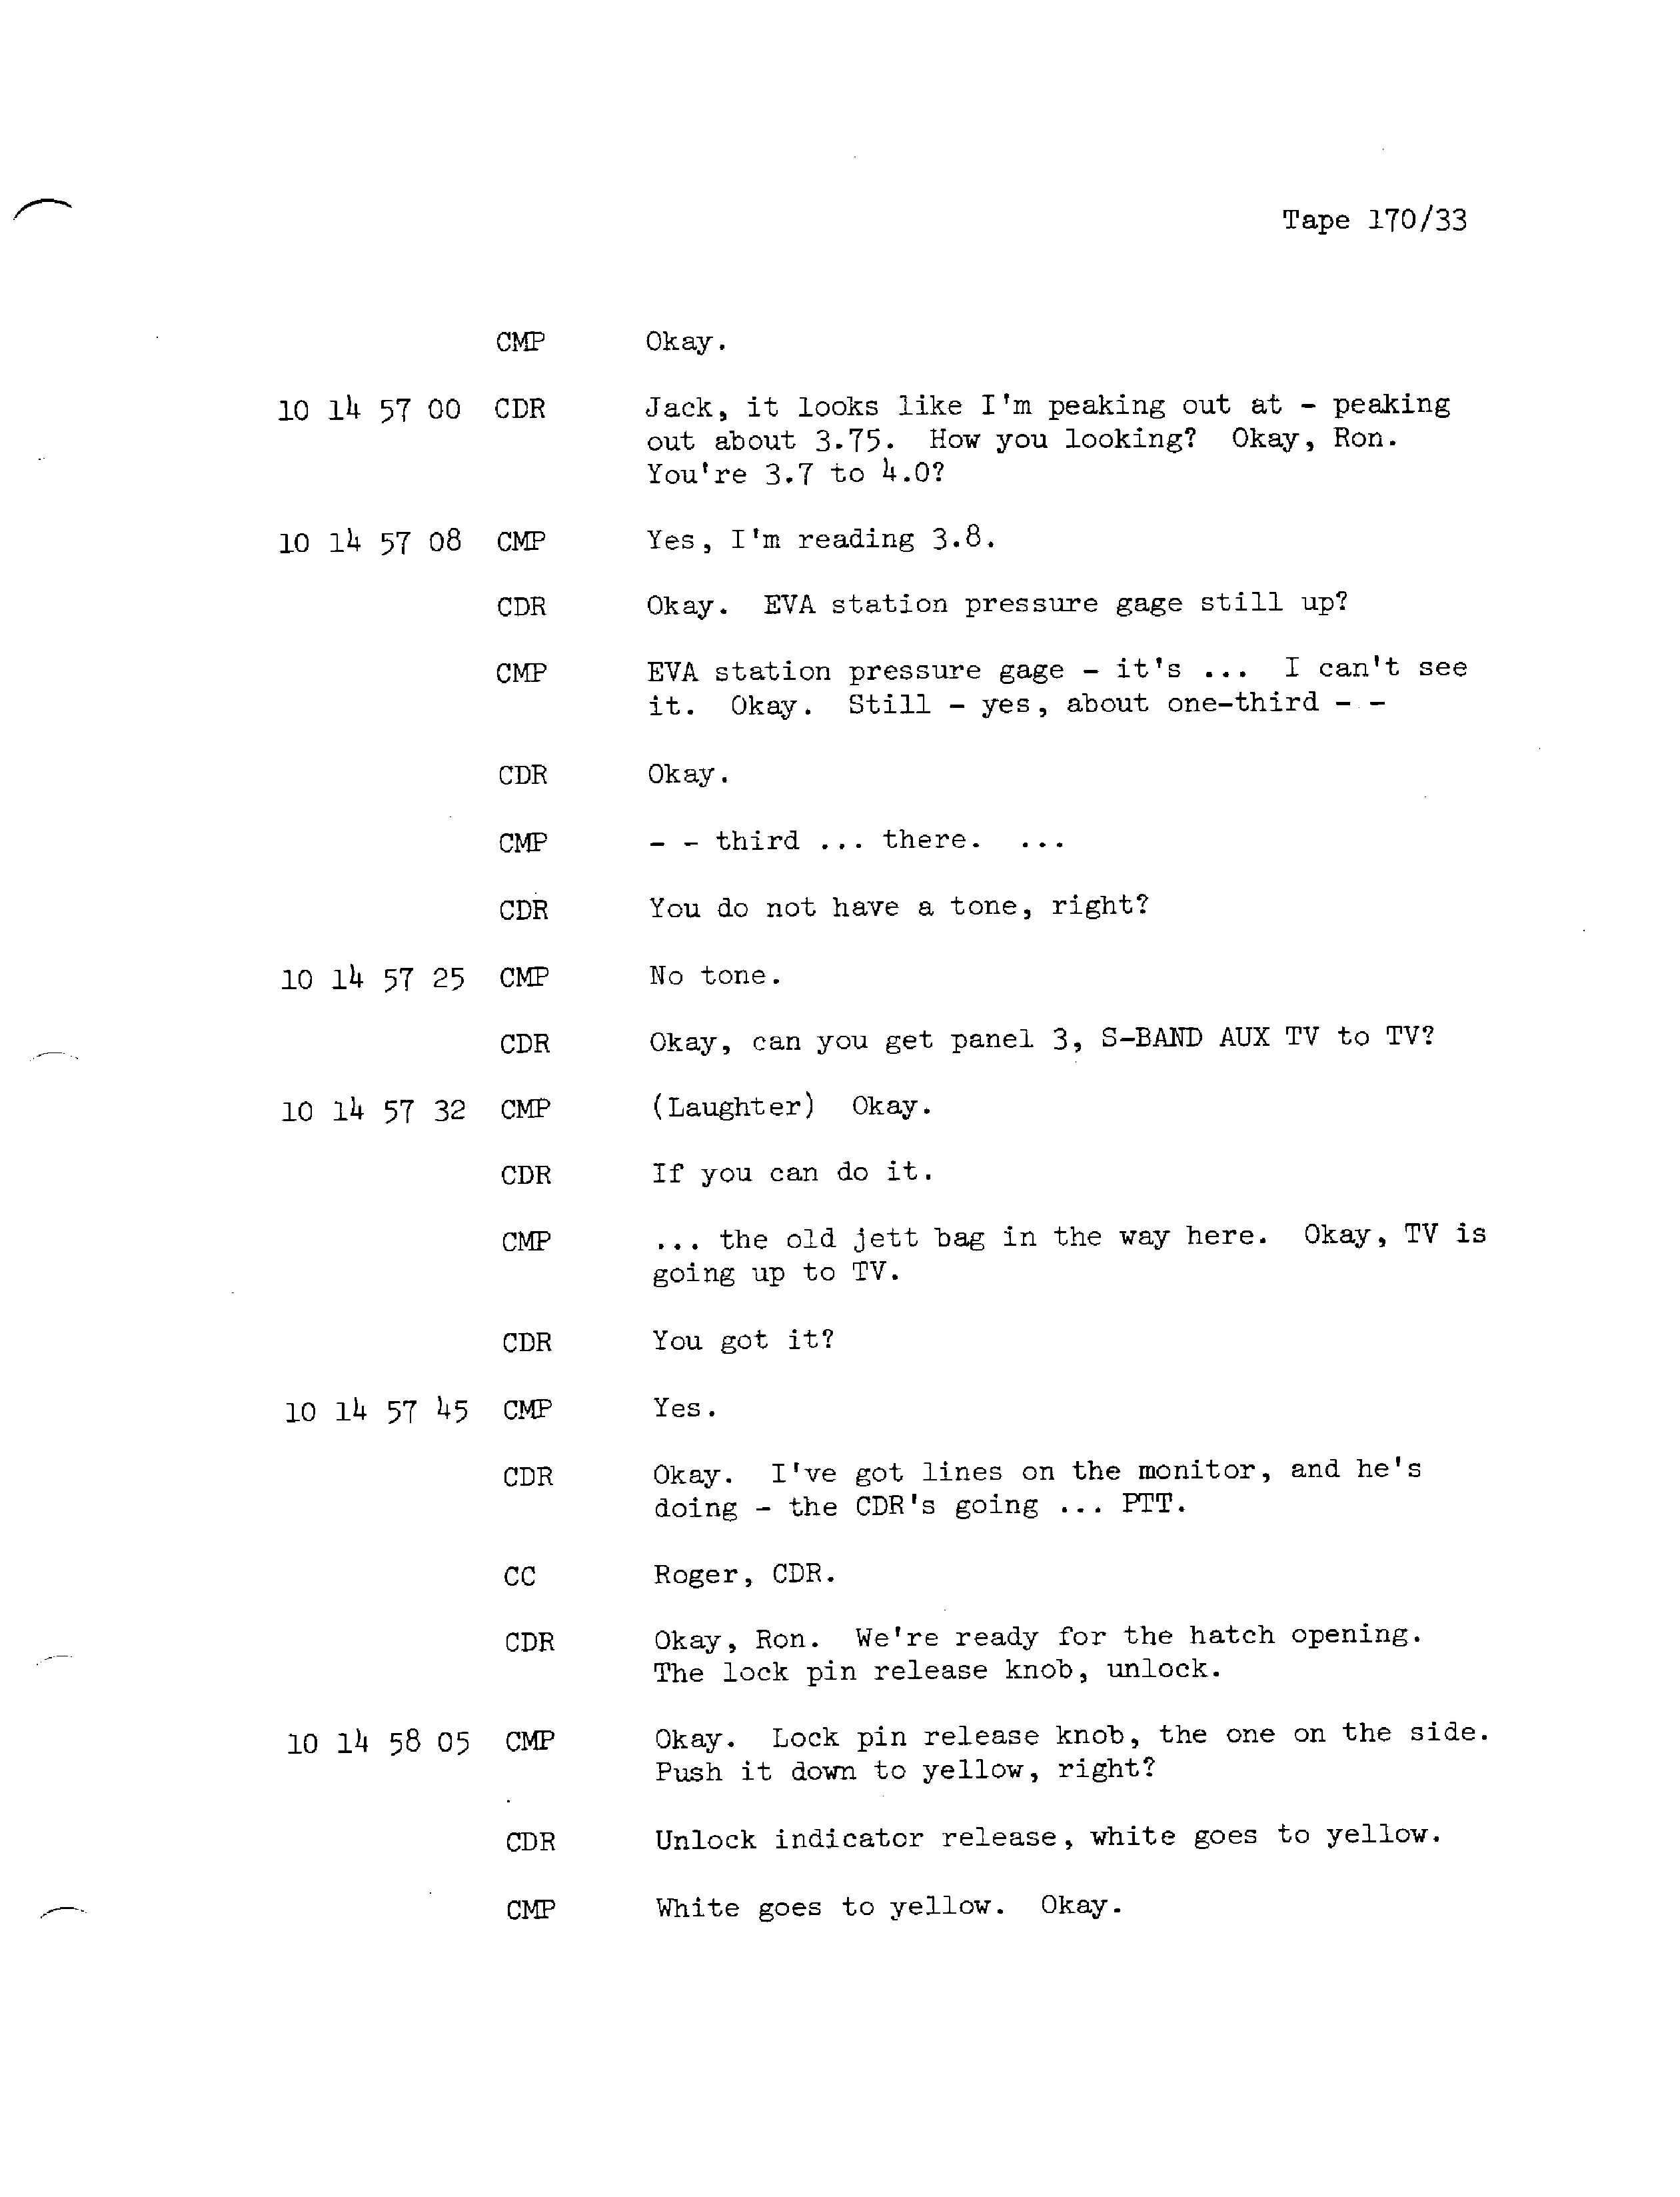 Tape 170/33
CMP Okay.
10 14 57 00 CDR Jack, it looks like I'm peaking out at - peaking
out about 3.75. How you looking? Okay, Ron.
You're 3.7 to 4.0?
10 14 57 08 CMP Yes, I'm reading 3.8.
CDR Okay. EVA station pressure gage still up?
CMP EVA station pressure gage - it's ... I can't see
it. Okay. Still - yes, about one-third - -
CDR Okay.
CMP - - third ... there. ...
CDR You do not have a tone, right?
10 14 57 25 CMP No tone.
CDR Okay, can you get panel 3, S-BAND AUX TV to TV?
10 14 57 32 CMP (Laughter) Okay.
CDR If you can do it.
CMP ... the old jett bag in the way here. Okay, TV is
going up to TV.
CDR You got it?
10 14 57 45 CMP Yes.
CDR Okay. I've got lines on the monitor, and he's
doing - the CDR's going ... PTT.
CC Roger, CDR.
CDR Okay, Ron. We're ready for the hatch opening.
The lock pin release knob, unlock.
10 14 58 05 CMP Okay. Lock pin release knob, the one on the side.
Push it down to yellow, right?
CDR Unlock indicator release, white goes to yellow.
CMP White goes to yellow. Okay.